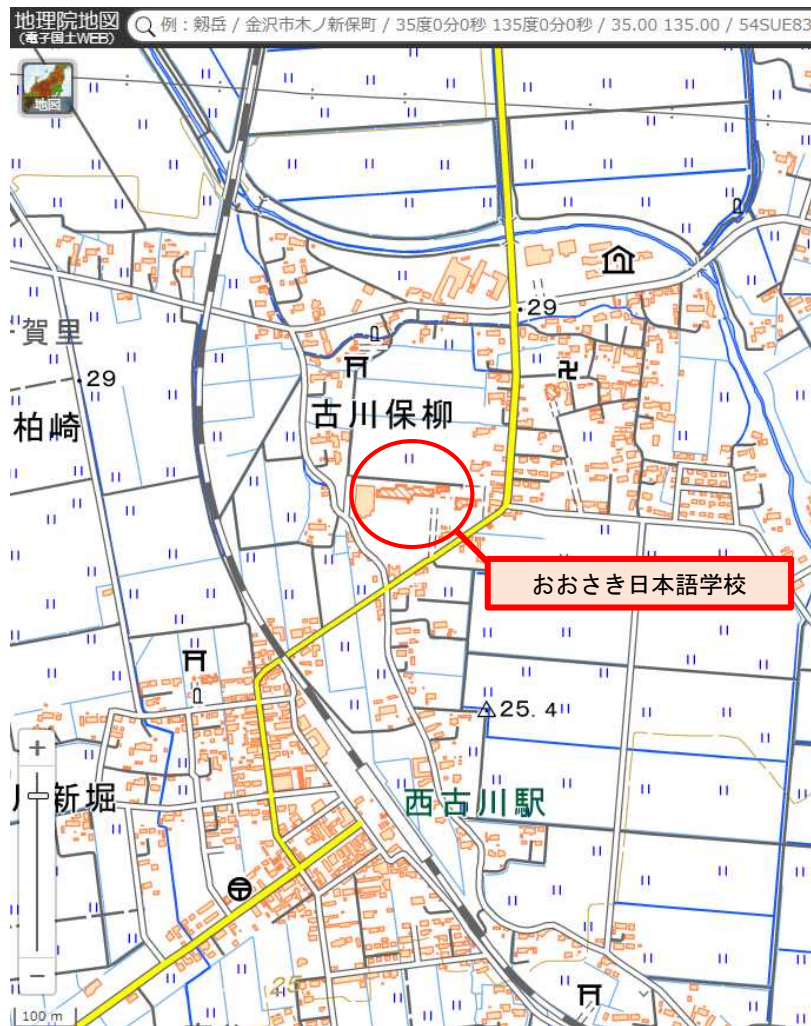 地理院地図
(電子国土WEB)
例：剱岳 / 金沢市木ノ新保町 / 35度0分0秒 135度0分0秒 / 35.00 135.00 / 54SUE83
地図
29
賀里
29
柏崎
古川保柳
おおさき日本語学校
25.4
新堀
西古川駅
25
100 m